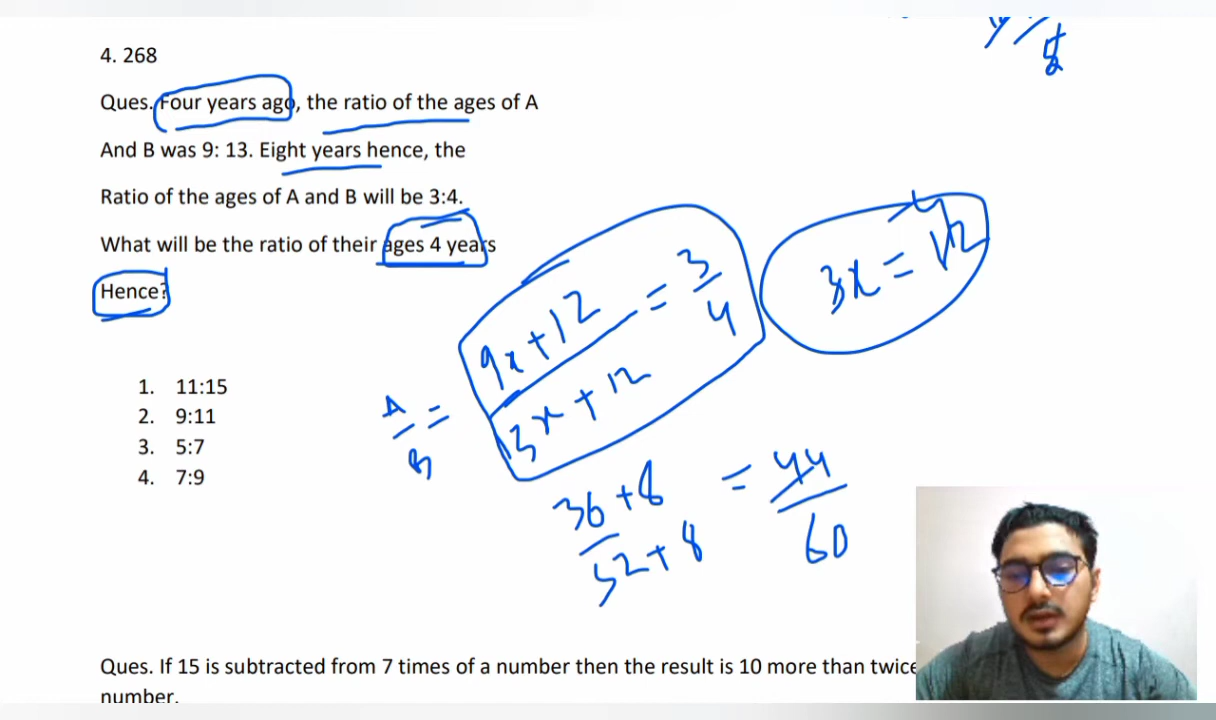 4. 268
Ques. Four years ago, the ratio of the ages of A
And B was 9: 13. Eight years hence, the
Ratio of the ages of A and B will be 3:4.
What will be the ratio of their ages 4 years
Hence?
1. 11:15
2. 9:11
3. 5:7
4. 7:9
A/B = 9x+12/13x+12 = 3/4
3x = 12
36+8/52+8 = 44/60
Ques. If 15 is subtracted from 7 times of a number then the result is 10 more than twice
number.